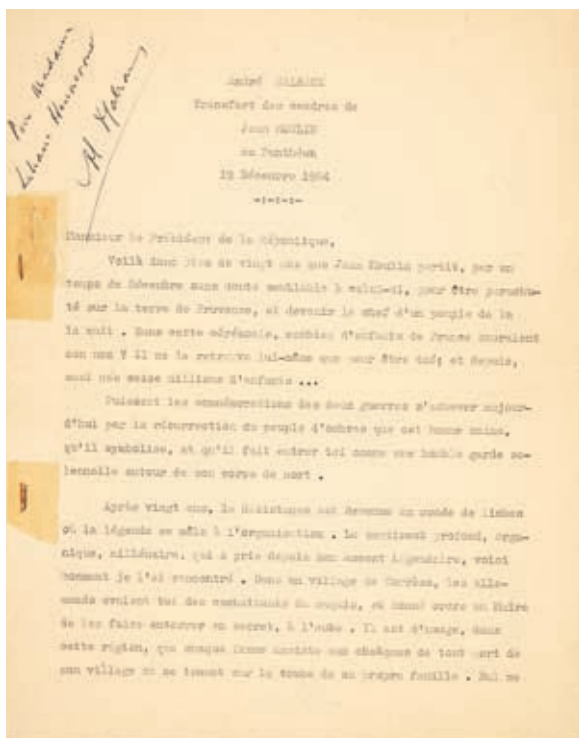 Pour Madame
A Malraux
André MALRAUX
Transfert des cendres de
Jean MOULIN
au Panthéon
19 Décembre 1964
-:-:-:-
Monsieur le Président de la République,
Voilà donc plus de vingt ans que Jean Moulin partit, par un
temps de Décembre sans doute semblable à celui-ci, pour être parachu-
té sur la terre de Provence, et devenir le chef d'un peuple de la
la nuit . Sans cette cérémonie, combien d'enfants de France sauraient
son nom ? Il ne le retrouva lui-même que pour être tué; et depuis,
sont nés seize millions d'enfants ...
Puissent les commémorations des deux guerres s'achever aujour-
d'hui par la résurrection du peuple d'ombres que cet homme anima,
qu'il symbolise, et qu'il fait entrer ici comme une humble garde so-
lennelle autour de son corps de mort .
Après vingt ans, la Résistance est devenue un monde de limbes
où la légende se mêle à l'organisation . Le sentiment profond, orga-
nique, millénaire, qui a pris depuis son accent légendaire, voici
comment je l'ai rencontré . Dans un village de Corrèze, les alle-
mands avaient tué des combattants du maquis, et donné ordre au Maire
de les faire enterrer en secret, à l'aube . Il est d'usage, dans
cette région, que chaque femme assiste aux obsèques de tout mort de
son village en se tenant sur la tombe de sa propre famille . Nul ne